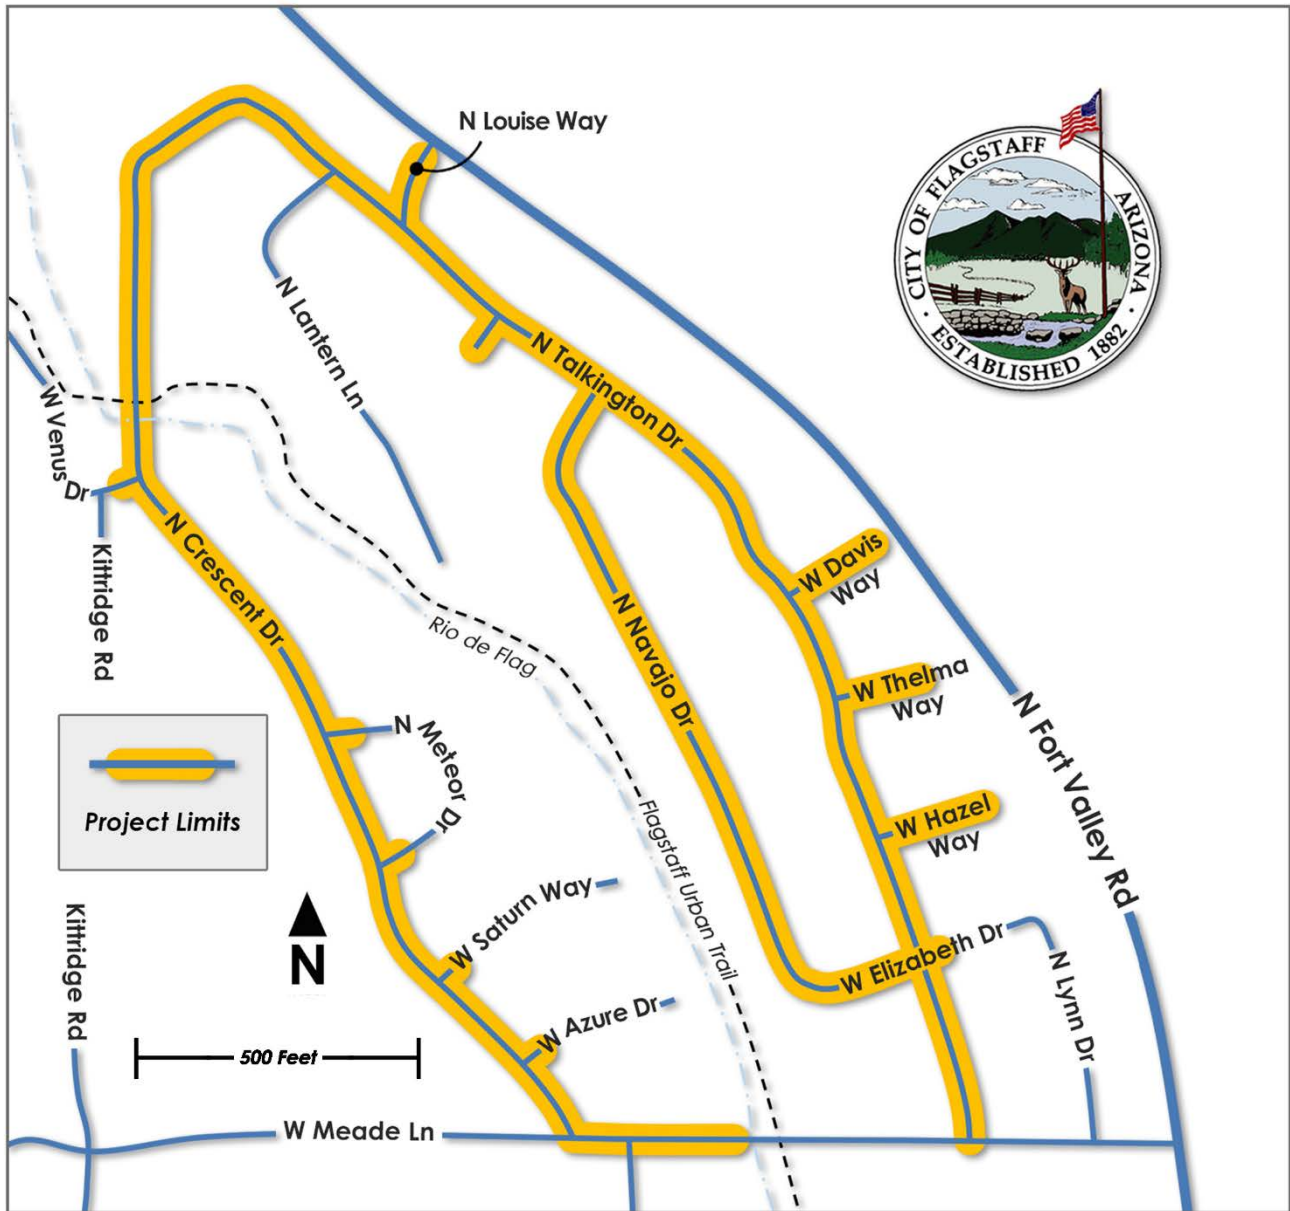 N Louise Way
CITY OF FLAGSTAFF ARIZONA
· ESTABLISHED 1882 ·
N Lantern Ln
N Talkington Dr
W Venus Dr
N Crescent Dr
Kittridge Rd
Rio de Flag
N Navajo Dr
W Davis
Way
W Thelma
Way
N Fort Valley Rd
N Meteor Dr
Project Limits
W Hazel
Way
Flagstaff Urban Trail
W Saturn Way
Kittridge Rd
N
W Elizabeth Dr
N Lynn Dr
W Azure Dr
500 Feet
W Meade Ln